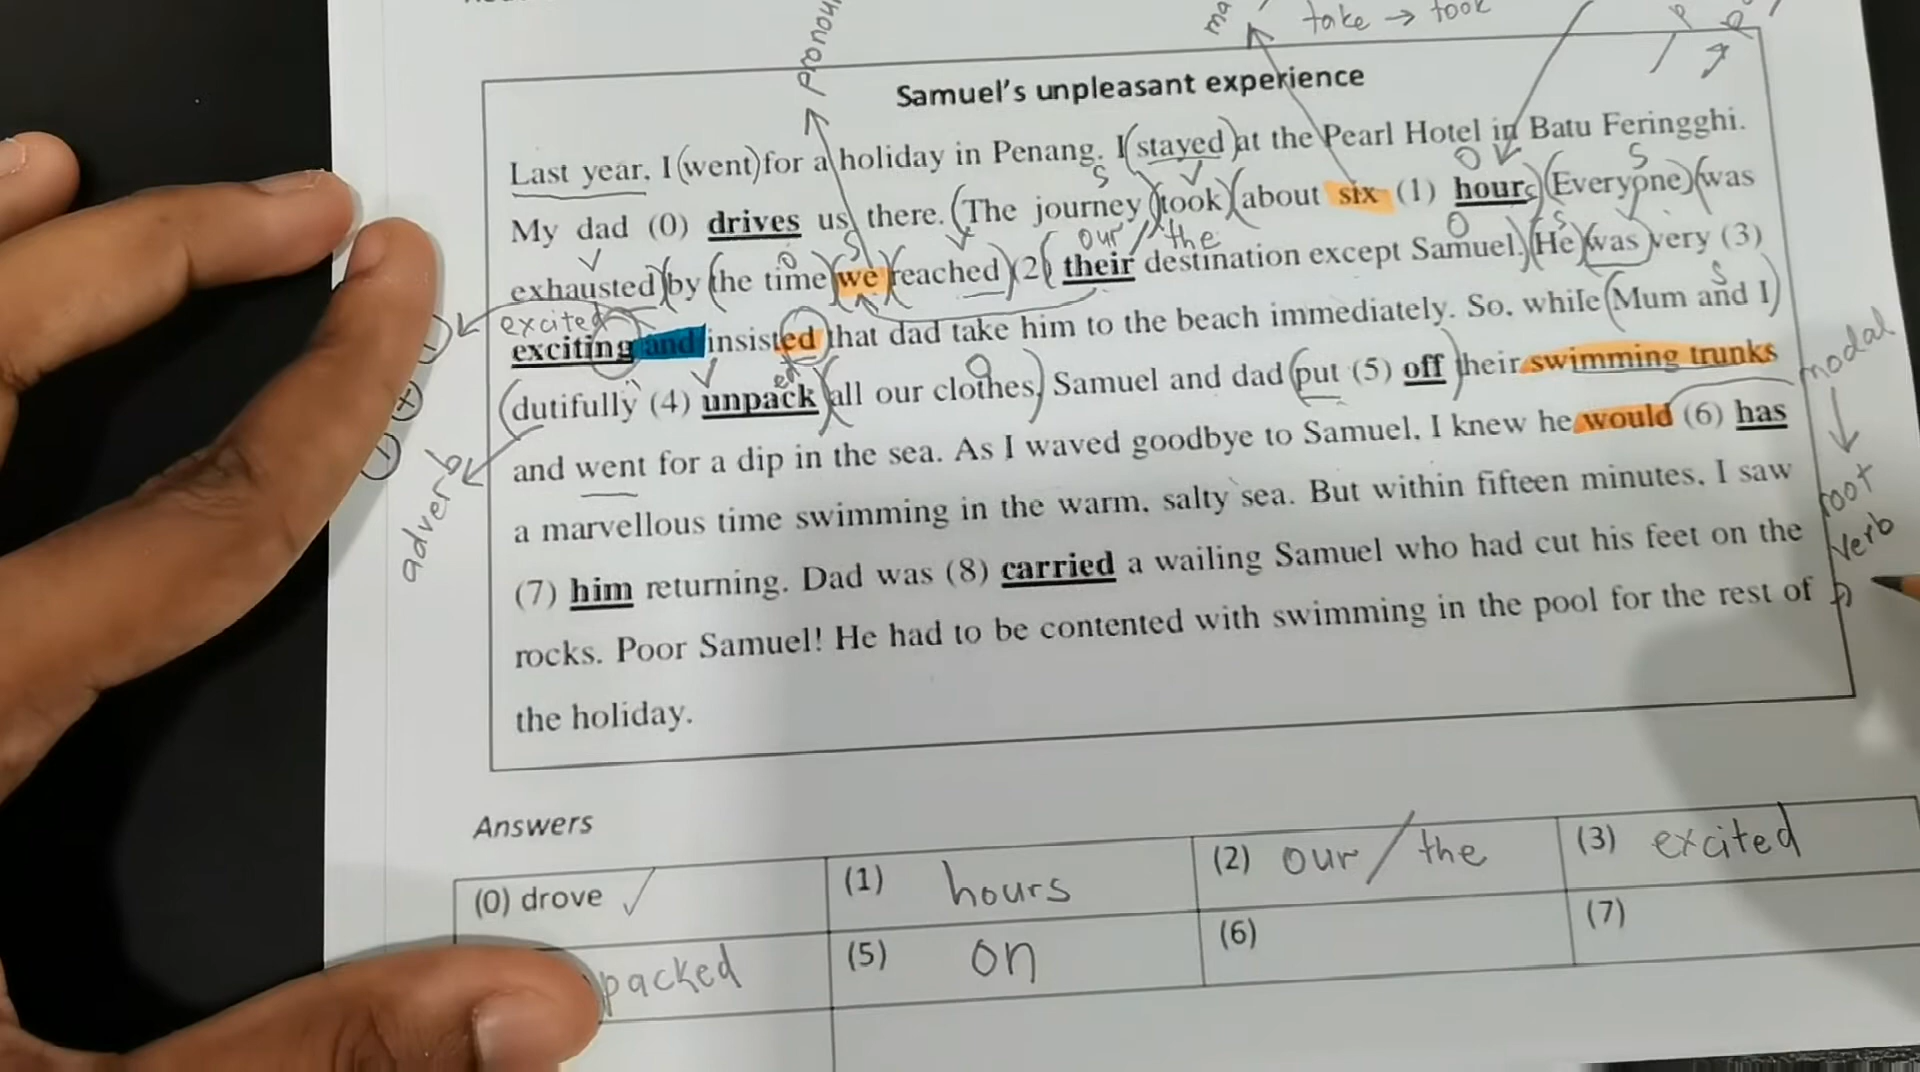 take → took
pronou
ma
Samuel's unpleasant experience
Last year, I (went) for a holiday in Penang. I (stayed) at the Pearl Hotel in Batu Feringghi.
S V O S
My dad (0) drives us there. (The journey) (took) (about six (1) hours) (Everyone) (was
V O S V our / the O S
exhausted) by (the time) (we) (reached) (2) (their destination except Samuel.) (He) (was) very (3)
excited S
exciting and insisted that dad take him to the beach immediately. So, while (Mum and I)
V ed O
(dutifully (4) unpack) (all our clothes,) Samuel and dad (put (5) off) their swimming trunks
and went for a dip in the sea. As I waved goodbye to Samuel, I knew he would (6) has
a marvellous time swimming in the warm, salty sea. But within fifteen minutes, I saw
(7) him returning. Dad was (8) carried a wailing Samuel who had cut his feet on the
rocks. Poor Samuel! He had to be contented with swimming in the pool for the rest of
the holiday.
adverb
modal
↓
root
verb
Answers
(0) drove ✓ (1) hours (2) our / the (3) excited
packed (5) on (6) (7)